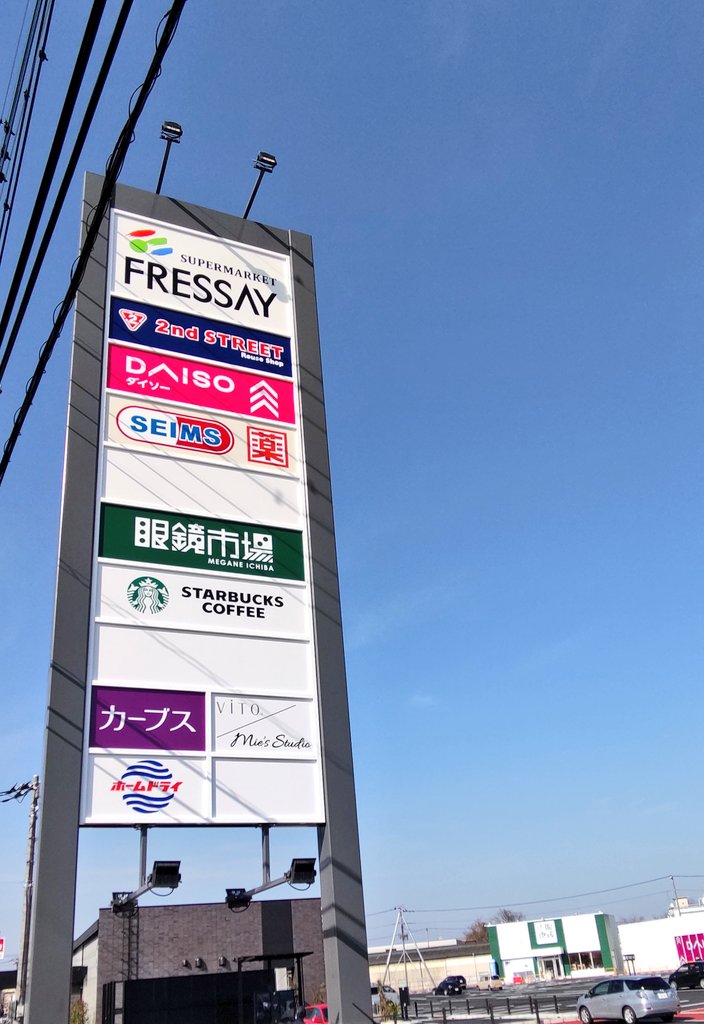 SUPERMARKET
FRESSAY
2
2nd STREET
Reuse Shop
DAISO
ダイソー
SEIMS
薬
眼鏡市場
MEGANE ICHIBA
STARBUCKS
COFFEE
カーブス
ViTO.
Mie's Studio
ホームドライ